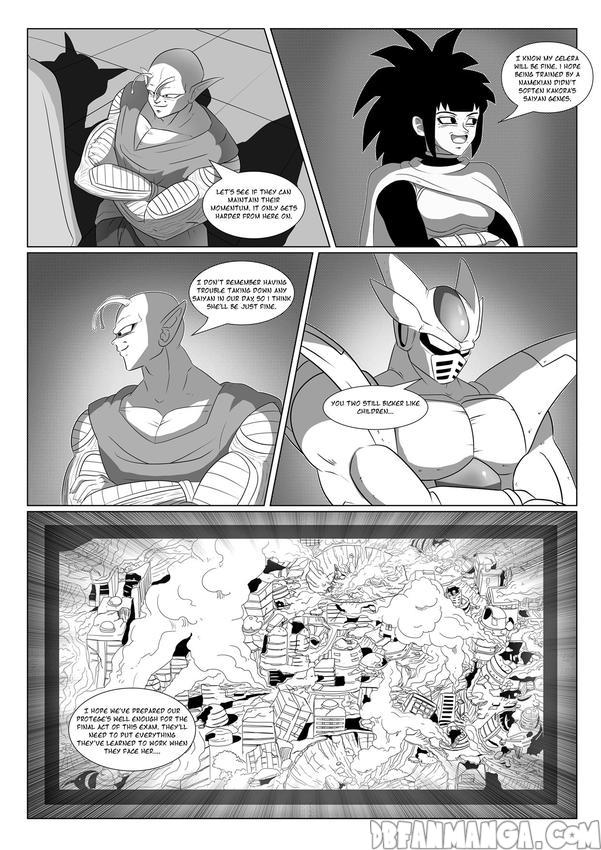 LET'S SEE IF THEY CAN
MAINTAIN THEIR
MOMENTUM. IT ONLY GETS
HARDER FROM HERE ON.
I KNOW MY CELERA
WILL BE FINE. I HOPE
BEING TRAINED BY A
NAMEKIAN DIDN'T
SOFTEN KAKORA'S
SAIYAN GENES.
I DON'T REMEMBER HAVING
TROUBLE TAKING DOWN ANY
SAIYAN IN OUR DAY, SO I THINK
SHE'LL BE JUST FINE.
YOU TWO STILL BICKER LIKE
CHILDREN...
I HOPE WE'VE PREPARED OUR
PROTEGE'S WELL ENOUGH FOR THE
FINAL ACT OF THIS EXAM. THEY'LL
NEED TO PUT EVERYTHING
THEY'VE LEARNED TO WORK WHEN
THEY FACE HER....
DBFANMANGA.COM